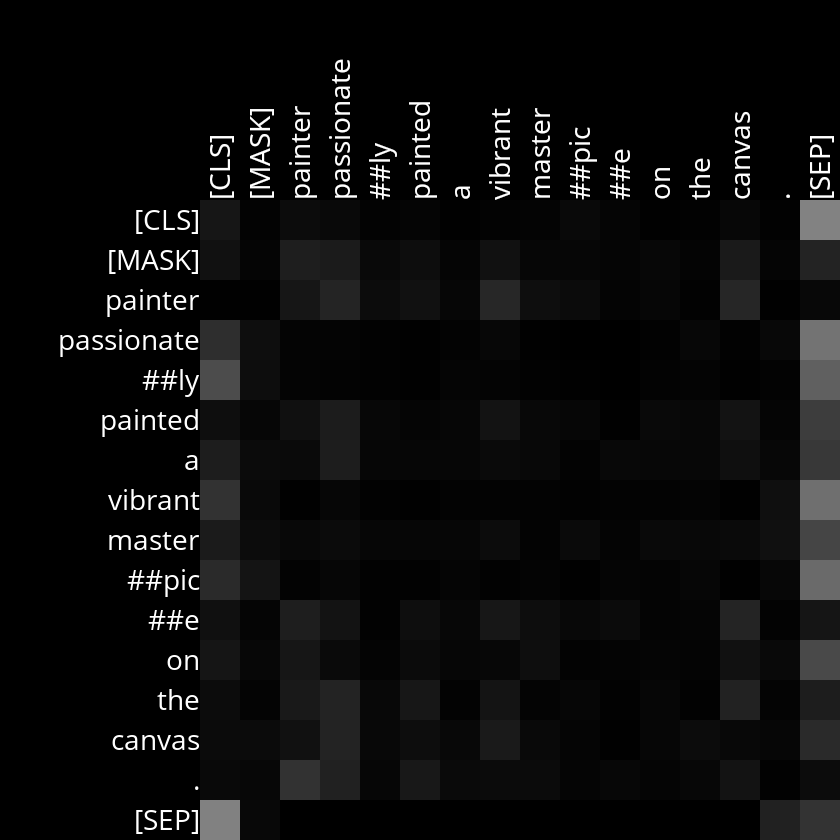 [CLS] [MASK] painter passionate ##ly painted a vibrant master ##pic ##e on the canvas . [SEP]
[CLS]
[MASK]
painter
passionate
##ly
painted
a
vibrant
master
##pic
##e
on
the
canvas
.
[SEP]